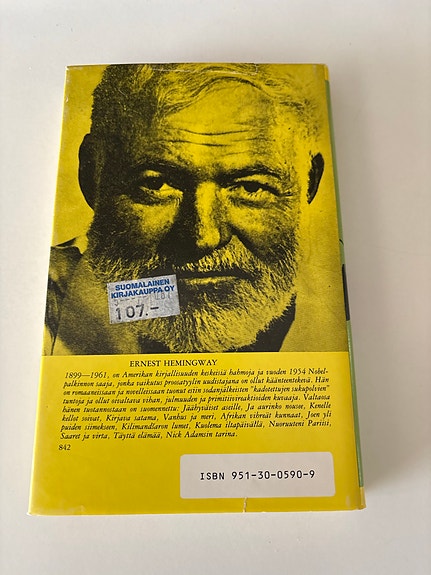 SUOMALAINEN
KIRJAKAUPPA OY
107.-
ERNEST HEMINGWAY
1899—1961, on Amerikan kirjallisuuden keskeisiä hahmoja ja vuoden 1954 Nobel-
palkinnon saaja, jonka vaikutus proosatyylin uudistajana on ollut käänteentekevä. Hän
on romaaneissaan ja novelleissaan tuonut esiin sodanjälkeisten "kadotettujen sukupolvien"
tuntoja ja ollut oivaltava vihan, julmuuden ja primitiivireaktioiden kuvaaja. Valtaosa
hänen tuotannostaan on suomennettu: Jäähyväiset aseille, Ja aurinko nousee, Kenelle
kellot soivat, Kirjava satama, Vanhus ja meri, Afrikan vihreät kunnaat, Joen yli
puiden siimekseen, Kilimandšaron lumet, Kuolema iltapäivällä, Nuoruuteni Pariisi,
Saaret ja virta, Täyttä elämää, Nick Adamsin tarina.
842
ISBN 951-30-0590-9